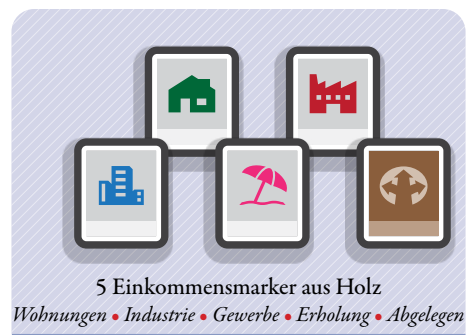 5 Einkommensmarker aus Holz
Wohnungen • Industrie • Gewerbe • Erholung • Abgelegen